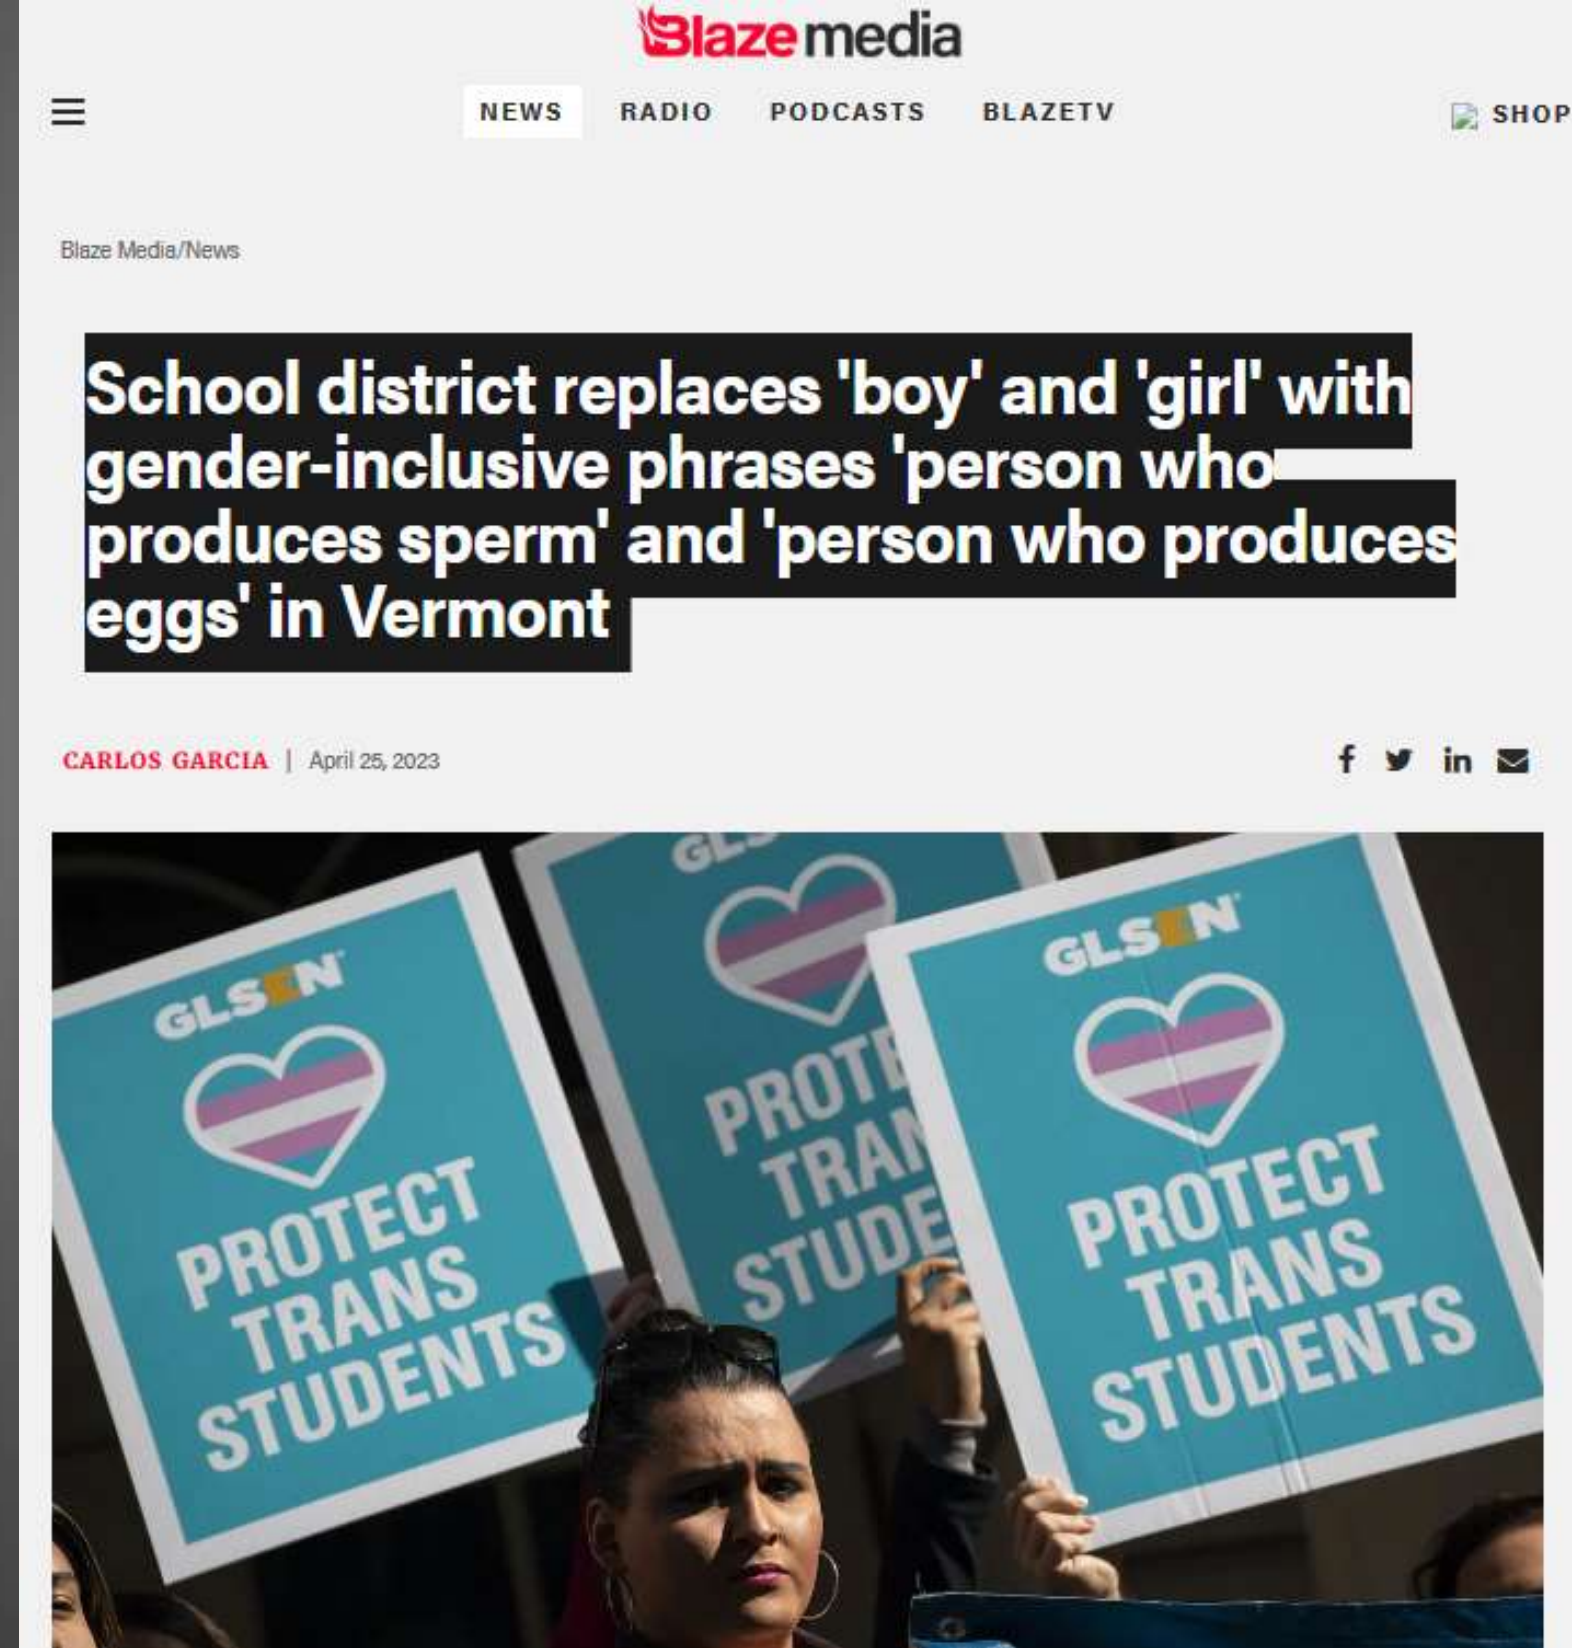 Blaze media
NEWS RADIO PODCASTS BLAZETV SHOP
Blaze Media/News
School district replaces 'boy' and 'girl' with
gender-inclusive phrases 'person who
produces sperm' and 'person who produces
eggs' in Vermont
CARLOS GARCIA | April 25, 2023
GLSEN
PROTECT
TRANS
STUDENTS
GLS
PROTE
TRAN
STUDE
GLSEN
PROTECT
TRANS
STUDENTS